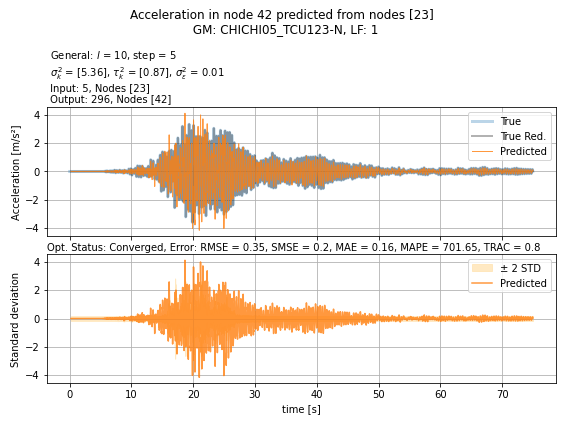 Acceleration in node 42 predicted from nodes [23]
GM: CHICHI05_TCU123-N, LF: 1
General: l = 10, step = 5
σ²ₖ = [5.36], τ²ₖ = [0.87], σ²ᵣ = 0.01
Input: 5, Nodes [23]
Output: 296, Nodes [42]
Acceleration [m/s²]
4
2
0
−2
−4
True
True Red.
Predicted
Opt. Status: Converged, Error: RMSE = 0.35, SMSE = 0.2, MAE = 0.16, MAPE = 701.65, TRAC = 0.8
Standard deviation
4
2
0
−2
−4
± 2 STD
Predicted
0 10 20 30 40 50 60 70
time [s]